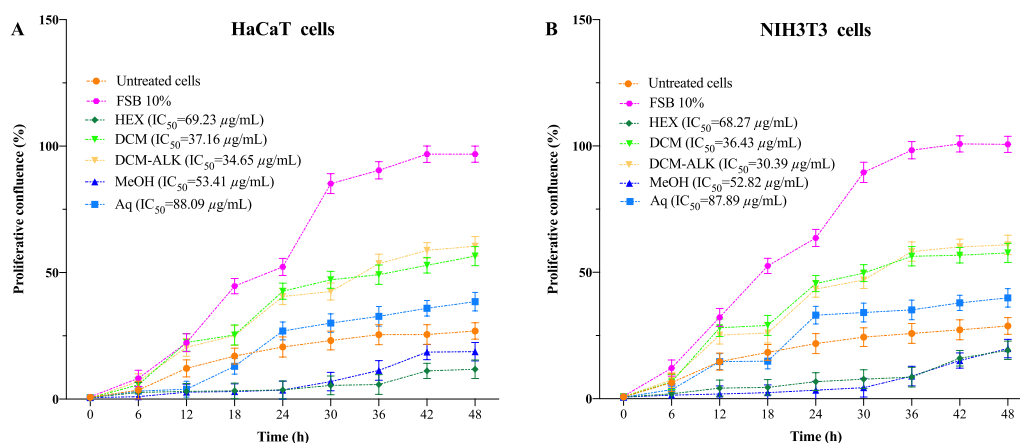 A
HaCaT cells
150
100
50
0
Proliferative confluence (%)
Untreated cells
FSB 10%
HEX (IC50=69.23 µg/mL)
DCM (IC50=37.16 µg/mL)
DCM-ALK (IC50=34.65 µg/mL)
MeOH (IC50=53.41 µg/mL)
Aq (IC50=88.09 µg/mL)
0 6 12 18 24 30 36 42 48
Time (h)
B
NIH3T3 cells
150
100
50
0
Proliferative confluence (%)
Untreated cells
FSB 10%
HEX (IC50=68.27 µg/mL)
DCM (IC50=36.43 µg/mL)
DCM-ALK (IC50=30.39 µg/mL)
MeOH (IC50=52.82 µg/mL)
Aq (IC50=87.89 µg/mL)
0 6 12 18 24 30 36 42 48
Time (h)